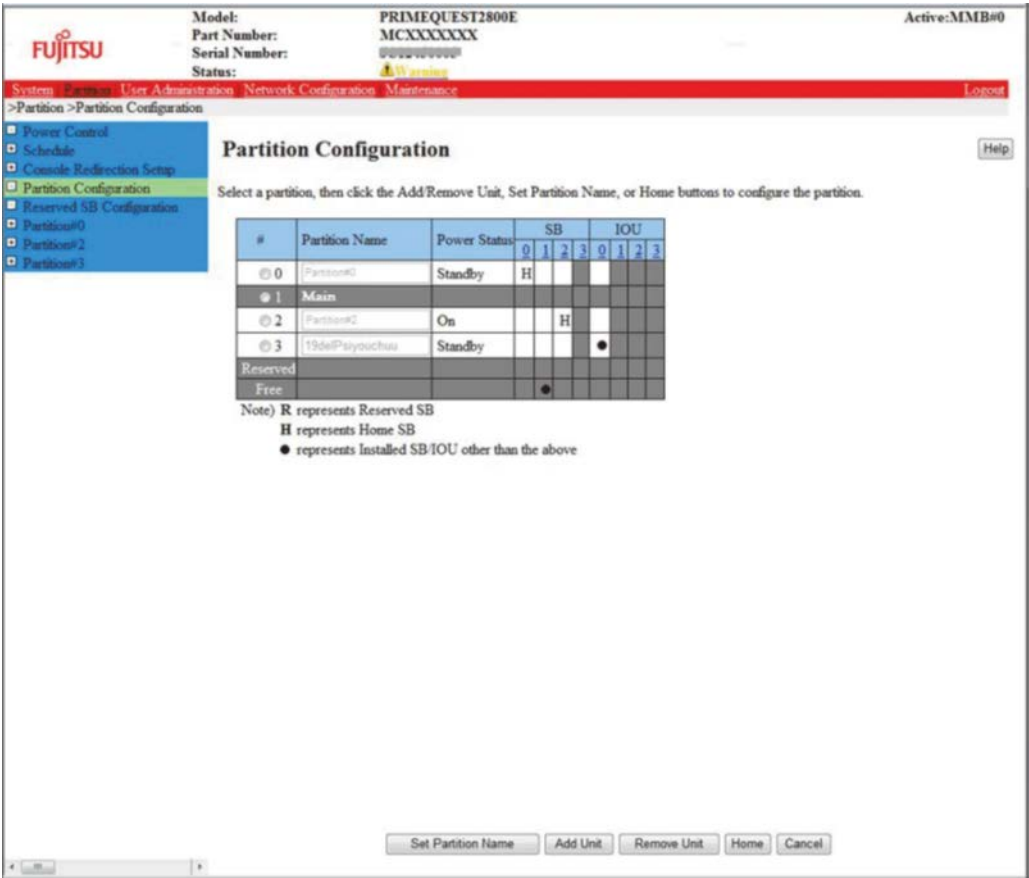 FUJITSU
Model: PRIMEQUEST2800E
Part Number: MCXXXXXXX
Serial Number:
Status: Warning
Active:MMB#0
System Partition User Administration Network Configuration Maintenance Logout
>Partition >Partition Configuration
Power Control
Schedule
Console Redirection Setup
Partition Configuration
Reserved SB Configuration
Partition#0
Partition#2
Partition#3
Partition Configuration
Help
Select a partition, then click the Add/Remove Unit, Set Partition Name, or Home buttons to configure the partition.
# Partition Name Power Status SB IOU
0 1 2 3 0 1 2 3
0 Partition#0 Standby H
1 Main
2 Partition#2 On H
3 19delPsiyouchuu Standby ●
Reserved
Free ●
Note) R represents Reserved SB
H represents Home SB
● represents Installed SB/IOU other than the above
Set Partition Name Add Unit Remove Unit Home Cancel